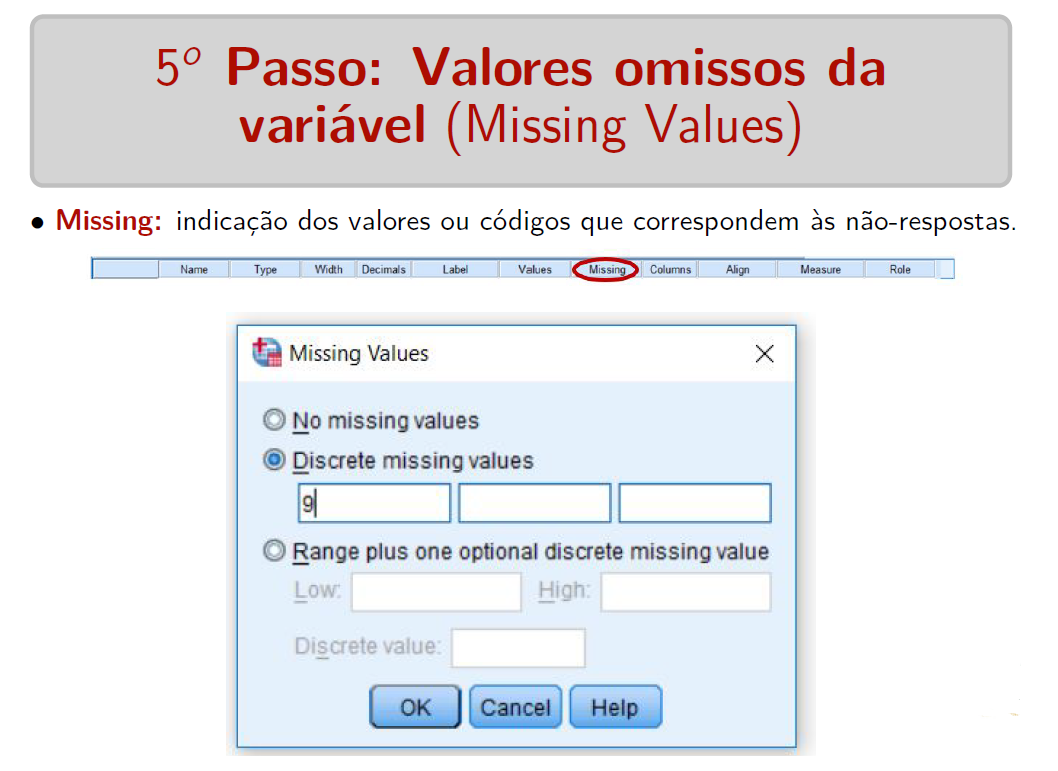 5º Passo: Valores omissos da
variável (Missing Values)
• Missing: indicação dos valores ou códigos que correspondem às não-respostas.
Name Type Width Decimals Label Values Missing Columns Align Measure Role
Missing Values
No missing values
Discrete missing values
9
Range plus one optional discrete missing value
Low: High:
Discrete value:
OK Cancel Help